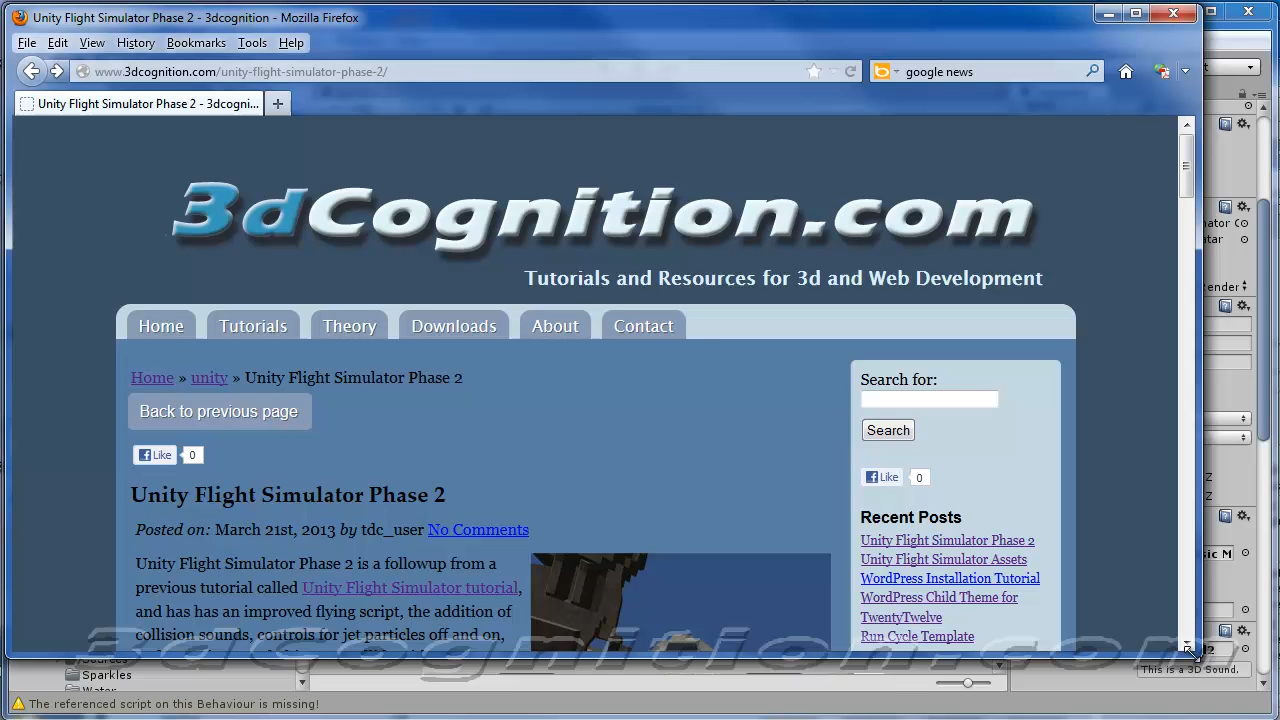 Unity Flight Simulator Phase 2 - 3dcognition - Mozilla Firefox
File Edit View History Bookmarks Tools Help
www.3dcognition.com/unity-flight-simulator-phase-2/
google news
Unity Flight Simulator Phase 2 - 3dcogni...
3dCognition.com
Tutorials and Resources for 3d and Web Development
Home Tutorials Theory Downloads About Contact
Home » unity » Unity Flight Simulator Phase 2
Back to previous page
Like 0
Unity Flight Simulator Phase 2
Posted on: March 21st, 2013 by tdc_user No Comments
Unity Flight Simulator Phase 2 is a followup from a
previous tutorial called Unity Flight Simulator tutorial,
and has has an improved flying script, the addition of
collision sounds, controls for jet particles off and on,
Search for:
Search
Like 0
Recent Posts
Unity Flight Simulator Phase 2
Unity Flight Simulator Assets
WordPress Installation Tutorial
WordPress Child Theme for
TwentyTwelve
Run Cycle Template
3dCognition.com
Sparkles
This is a 3D Sound.
The referenced script on this Behaviour is missing!